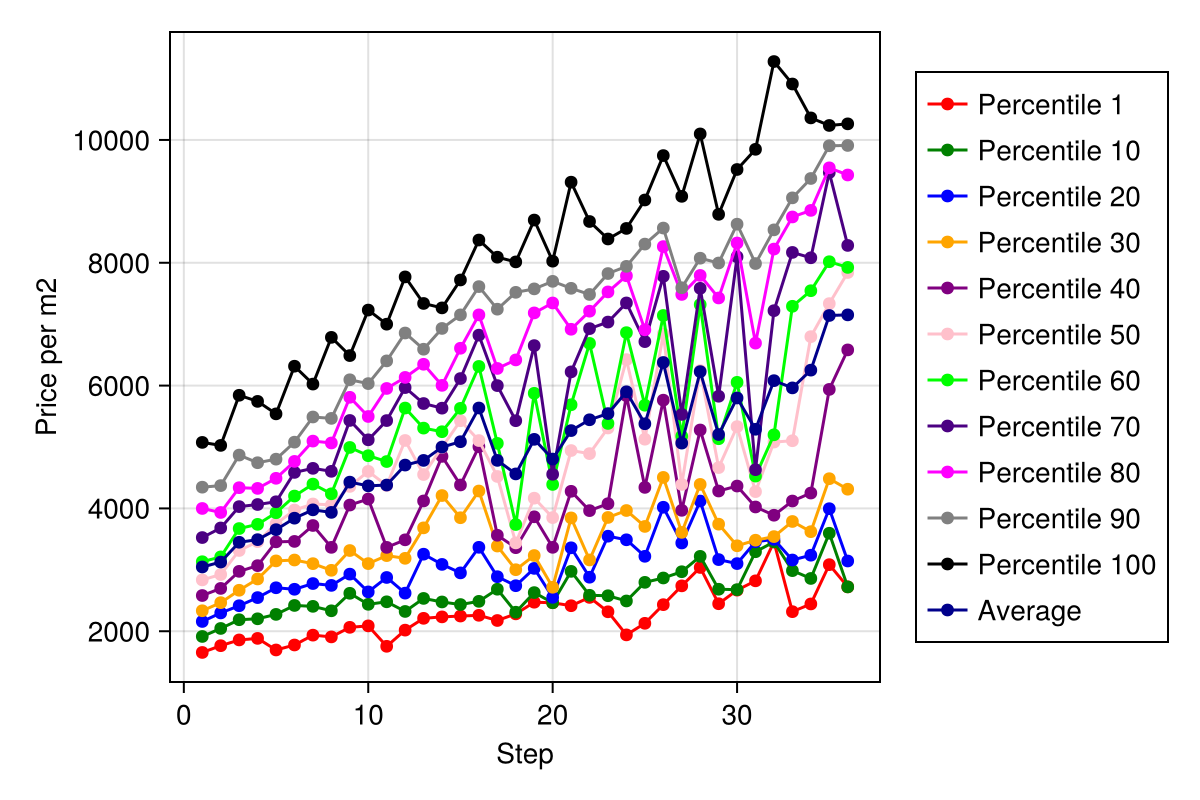 10000
8000
6000
4000
2000
Price per m2
0
10
20
30
Step
Percentile 1
Percentile 10
Percentile 20
Percentile 30
Percentile 40
Percentile 50
Percentile 60
Percentile 70
Percentile 80
Percentile 90
Percentile 100
Average